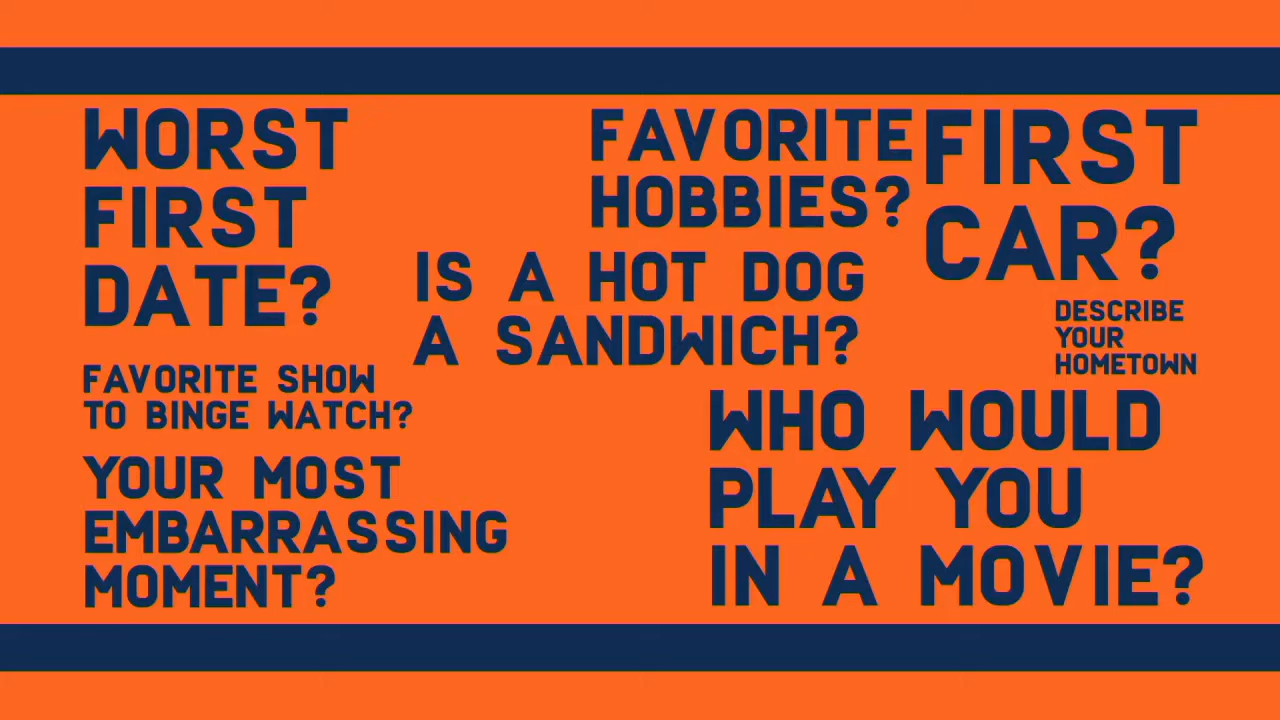 WORST
FIRST
DATE?
FAVORITE
HOBBIES?
FIRST
CAR?
IS A HOT DOG
A SANDWICH?
DESCRIBE
YOUR
HOMETOWN
FAVORITE SHOW
TO BINGE WATCH?
WHO WOULD
PLAY YOU
IN A MOVIE?
YOUR MOST
EMBARRASSING
MOMENT?